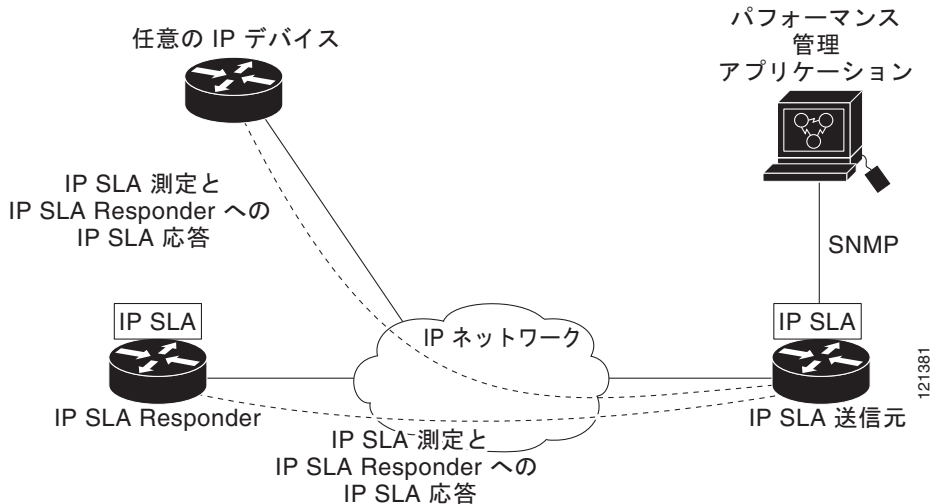 任意の IP デバイス
パフォーマンス
管理
アプリケーション
IP SLA 測定と
IP SLA Responder への
IP SLA 応答
SNMP
IP SLA
IP ネットワーク
IP SLA
121381
IP SLA Responder
IP SLA 送信元
IP SLA 測定と
IP SLA Responder への
IP SLA 応答